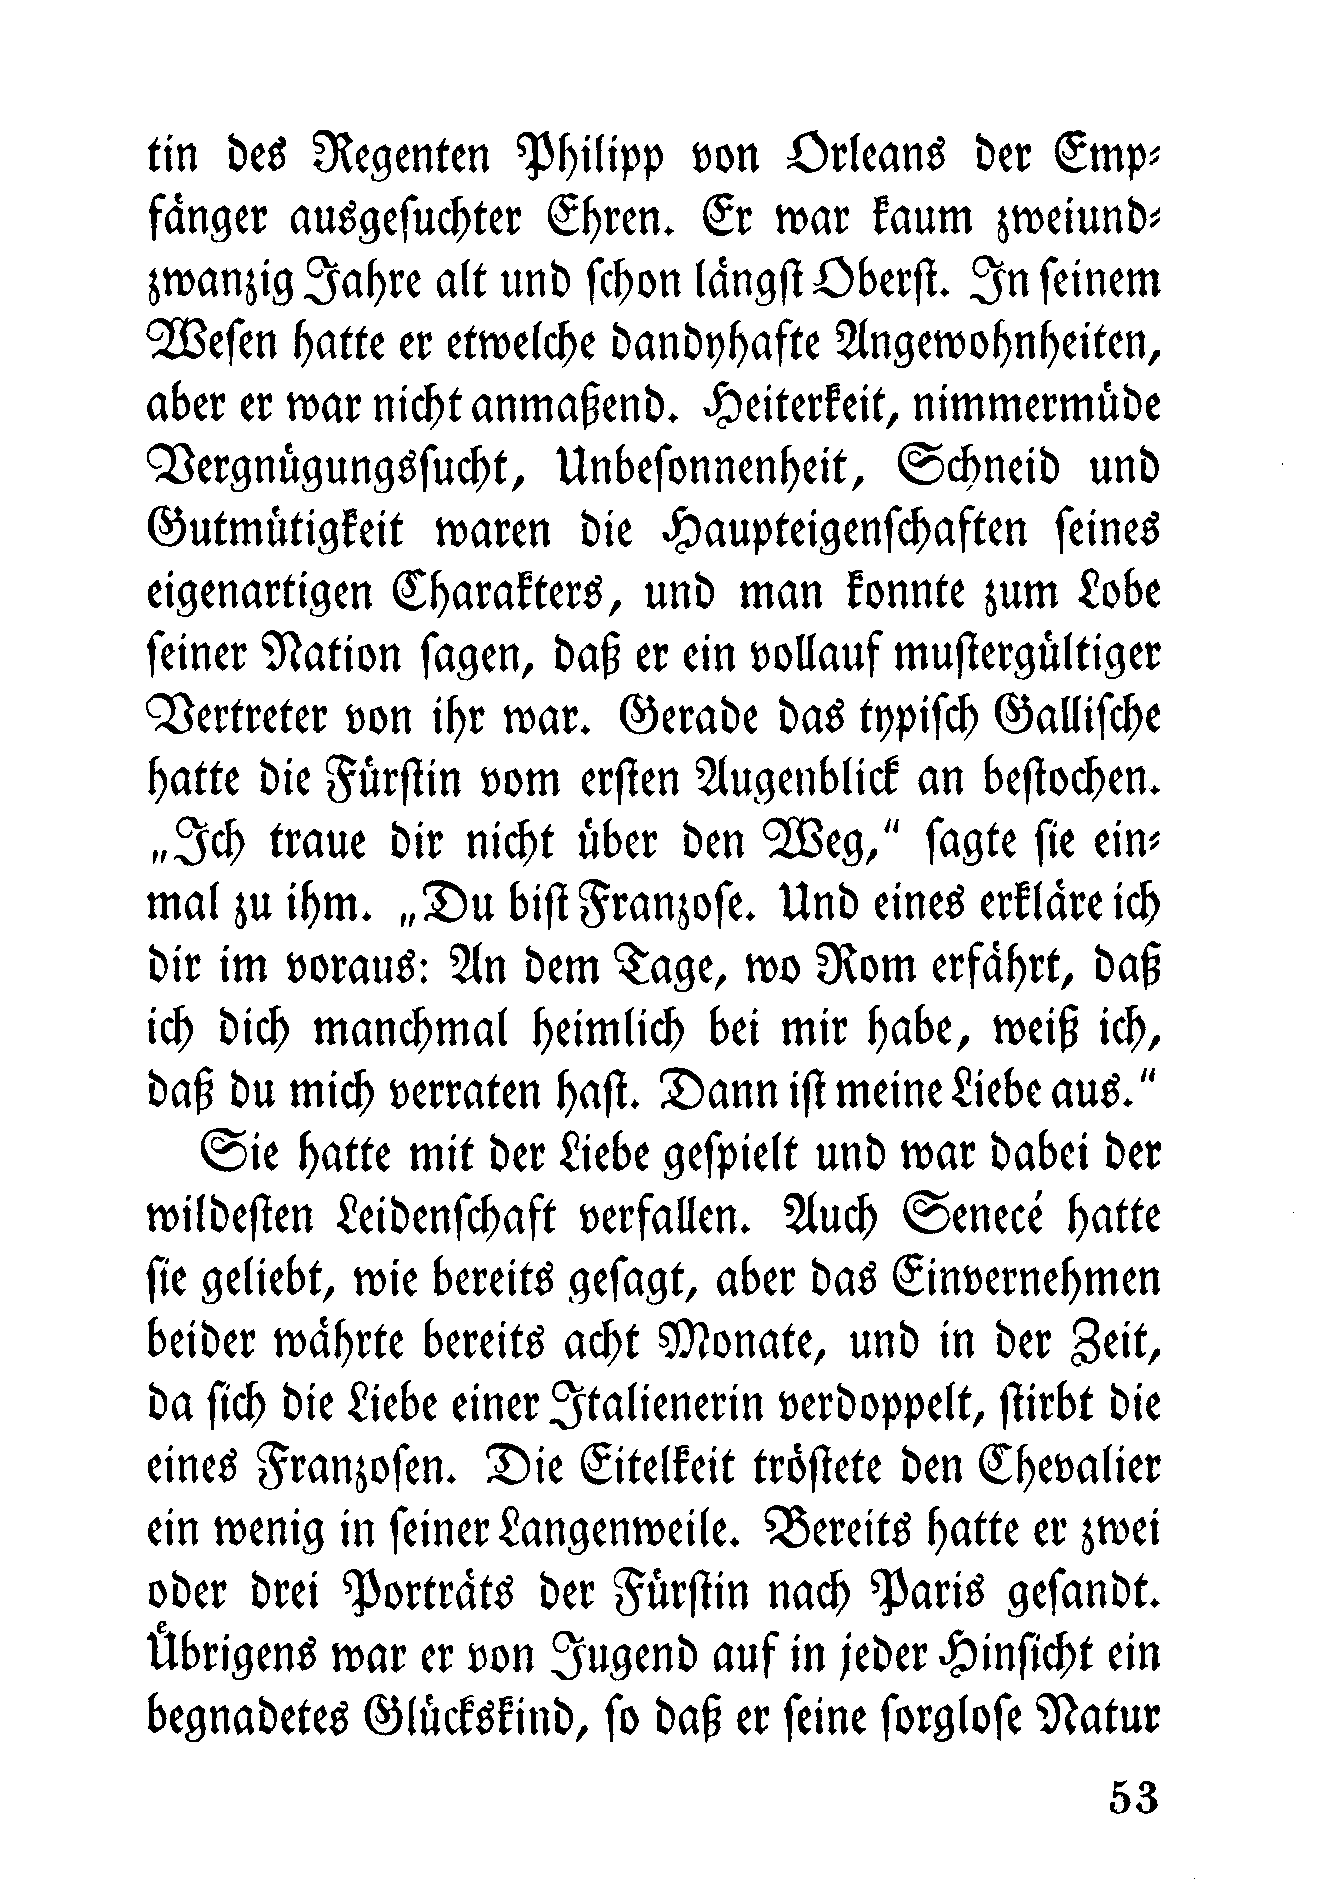 tin des Regenten Philipp von Orleans der Emp⸗
fänger ausgeſuchter Ehren. Er war kaum zweiund⸗
zwanzig Jahre alt und ſchon längſt Oberſt. In ſeinem
Weſen hatte er etwelche dandyhafte Angewohnheiten,
aber er war nicht anmaßend. Heiterkeit, nimmermüde
Vergnügungsſucht, Unbeſonnenheit, Schneid und
Gutmütigkeit waren die Haupteigenſchaften ſeines
eigenartigen Charakters, und man konnte zum Lobe
ſeiner Nation ſagen, daß er ein vollauf muſtergültiger
Vertreter von ihr war. Gerade das typiſch Galliſche
hatte die Fürſtin vom erſten Augenblick an beſtochen.
„Ich traue dir nicht über den Weg,“ ſagte ſie ein⸗
mal zu ihm. „Du biſt Franzoſe. Und eines erkläre ich
dir im voraus: An dem Tage, wo Rom erfährt, daß
ich dich manchmal heimlich bei mir habe, weiß ich,
daß du mich verraten haſt. Dann iſt meine Liebe aus.“
Sie hatte mit der Liebe geſpielt und war dabei der
wildeſten Leidenſchaft verfallen. Auch Senecé hatte
ſie geliebt, wie bereits geſagt, aber das Einvernehmen
beider währte bereits acht Monate, und in der Zeit,
da ſich die Liebe einer Italienerin verdoppelt, ſtirbt die
eines Franzoſen. Die Eitelkeit tröſtete den Chevalier
ein wenig in ſeiner Langenweile. Bereits hatte er zwei
oder drei Porträts der Fürſtin nach Paris geſandt.
Übrigens war er von Jugend auf in jeder Hinſicht ein
begnadetes Glückskind, ſo daß er ſeine ſorgloſe Natur
53